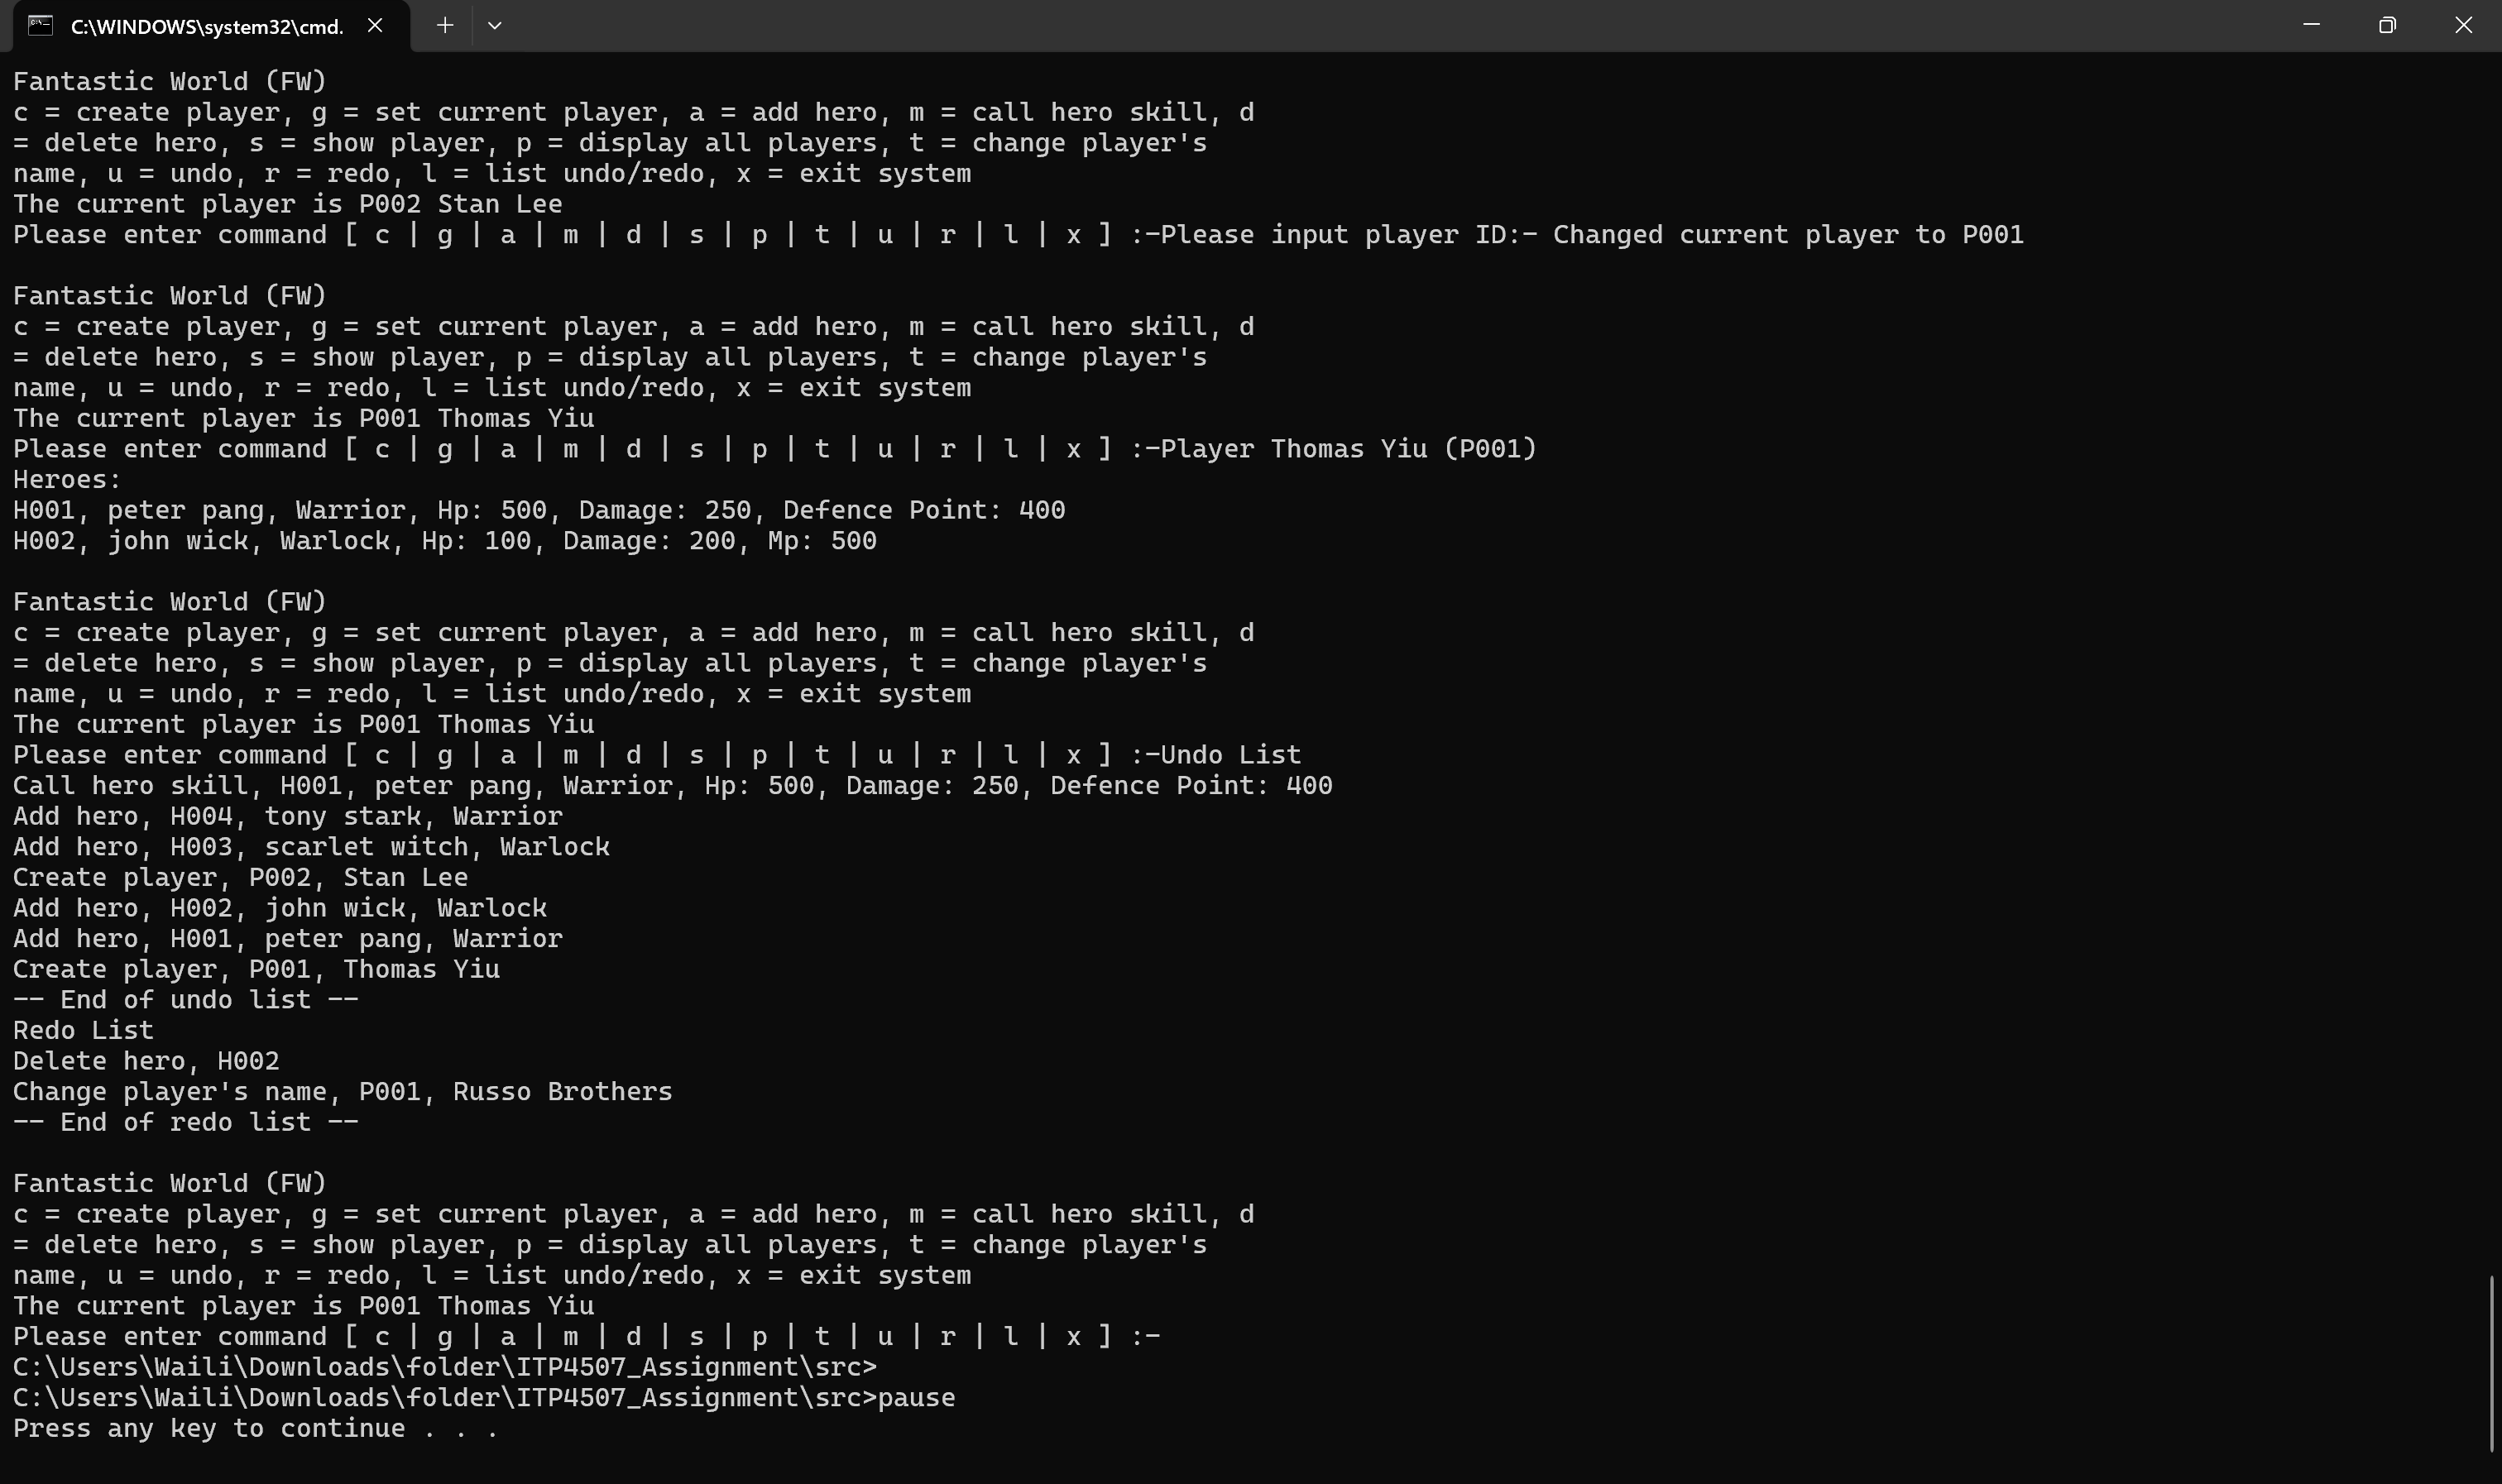 C:\WINDOWS\system32\cmd.
Fantastic World (FW)
c = create player, g = set current player, a = add hero, m = call hero skill, d
= delete hero, s = show player, p = display all players, t = change player's
name, u = undo, r = redo, l = list undo/redo, x = exit system
The current player is P002 Stan Lee
Please enter command [ c | g | a | m | d | s | p | t | u | r | l | x ] :-Please input player ID:- Changed current player to P001
Fantastic World (FW)
c = create player, g = set current player, a = add hero, m = call hero skill, d
= delete hero, s = show player, p = display all players, t = change player's
name, u = undo, r = redo, l = list undo/redo, x = exit system
The current player is P001 Thomas Yiu
Please enter command [ c | g | a | m | d | s | p | t | u | r | l | x ] :-Player Thomas Yiu (P001)
Heroes:
H001, peter pang, Warrior, Hp: 500, Damage: 250, Defence Point: 400
H002, john wick, Warlock, Hp: 100, Damage: 200, Mp: 500
Fantastic World (FW)
c = create player, g = set current player, a = add hero, m = call hero skill, d
= delete hero, s = show player, p = display all players, t = change player's
name, u = undo, r = redo, l = list undo/redo, x = exit system
The current player is P001 Thomas Yiu
Please enter command [ c | g | a | m | d | s | p | t | u | r | l | x ] :-Undo List
Call hero skill, H001, peter pang, Warrior, Hp: 500, Damage: 250, Defence Point: 400
Add hero, H004, tony stark, Warrior
Add hero, H003, scarlet witch, Warlock
Create player, P002, Stan Lee
Add hero, H002, john wick, Warlock
Add hero, H001, peter pang, Warrior
Create player, P001, Thomas Yiu
-- End of undo list --
Redo List
Delete hero, H002
Change player's name, P001, Russo Brothers
-- End of redo list --
Fantastic World (FW)
c = create player, g = set current player, a = add hero, m = call hero skill, d
= delete hero, s = show player, p = display all players, t = change player's
name, u = undo, r = redo, l = list undo/redo, x = exit system
The current player is P001 Thomas Yiu
Please enter command [ c | g | a | m | d | s | p | t | u | r | l | x ] :-
C:\Users\Waili\Downloads\folder\ITP4507_Assignment\src>
C:\Users\Waili\Downloads\folder\ITP4507_Assignment\src>pause
Press any key to continue . . .